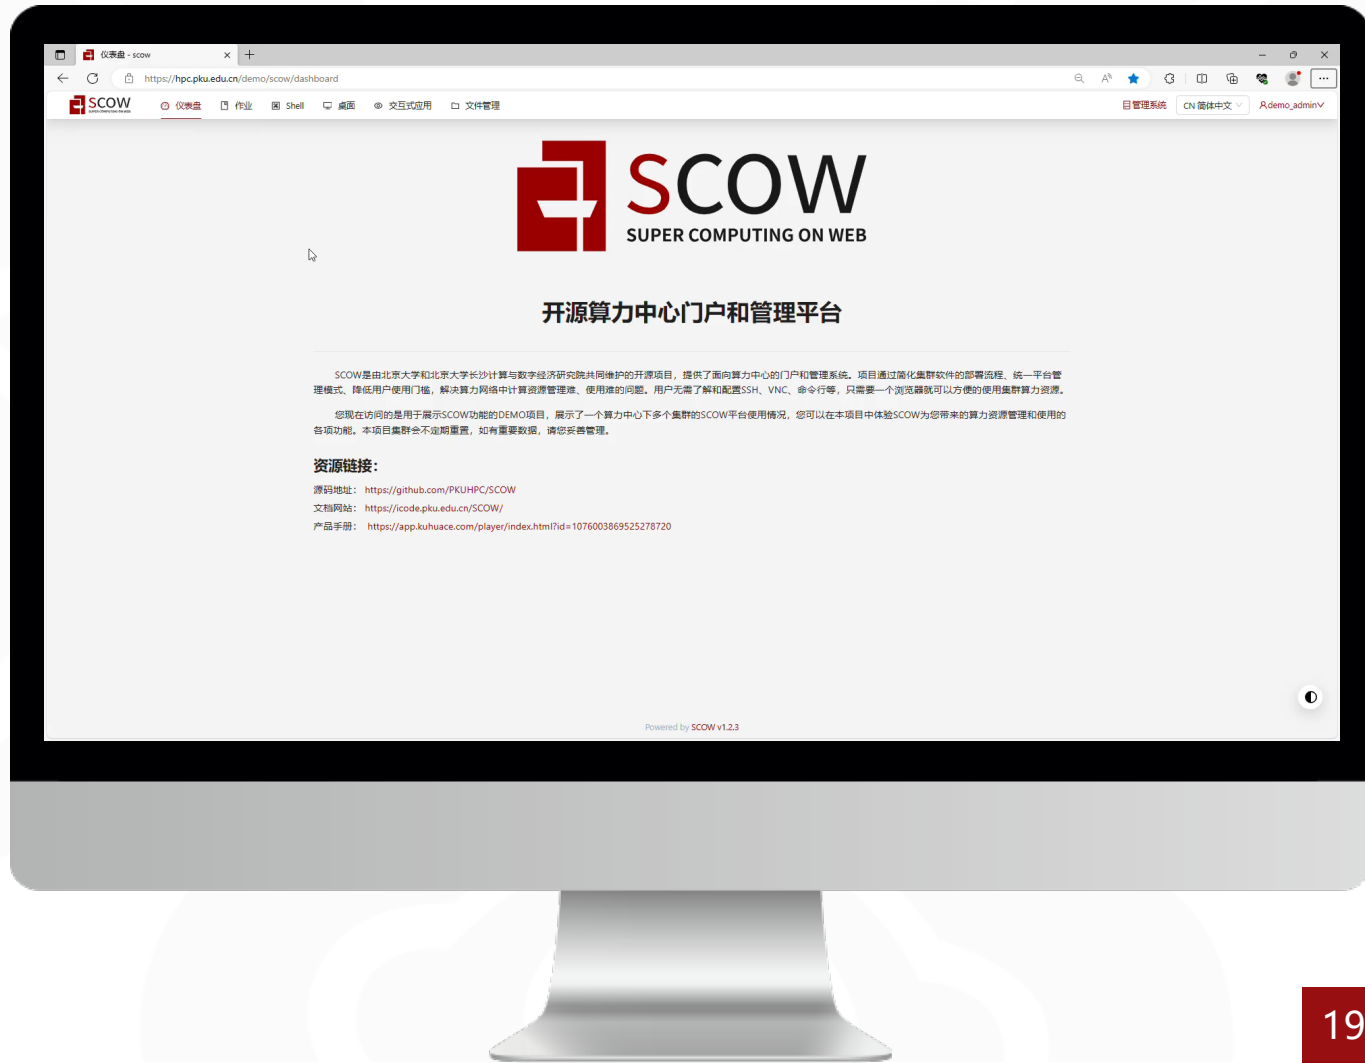 仪表盘 - scow
https://hpc.pku.edu.cn/demo/scow/dashboard
SCOW 仪表盘 作业 Shell 桌面 交互式应用 文件管理 管理系统 CN 简体中文 demo_admin
SCOW
SUPER COMPUTING ON WEB
开源算力中心门户和管理平台
SCOW是由北京大学和北京大学长沙计算与数字经济研究院共同维护的开源项目，提供了面向算力中心的门户和管理系统。项目通过简化集群软件的部署流程、统一平台管
理模式、降低用户使用门槛，解决算力网络中计算资源管理难、使用难的问题。用户无需了解和配置SSH、VNC、命令行等，只需要一个浏览器就可以方便的使用集群算力资源。
您现在访问的是用于展示SCOW功能的DEMO项目，展示了一个算力中心下多个集群的SCOW平台使用情况，您可以在本项目中体验SCOW为您带来的算力资源管理和使用的
各项功能。本项目集群会不定期重置，如有重要数据，请您妥善管理。
资源链接：
源码地址： https://github.com/PKUHPC/SCOW
文档网站： https://icode.pku.edu.cn/SCOW/
产品手册： https://app.kuhuace.com/player/index.html?id=1076003869525278720
Powered by SCOW v1.2.3
19